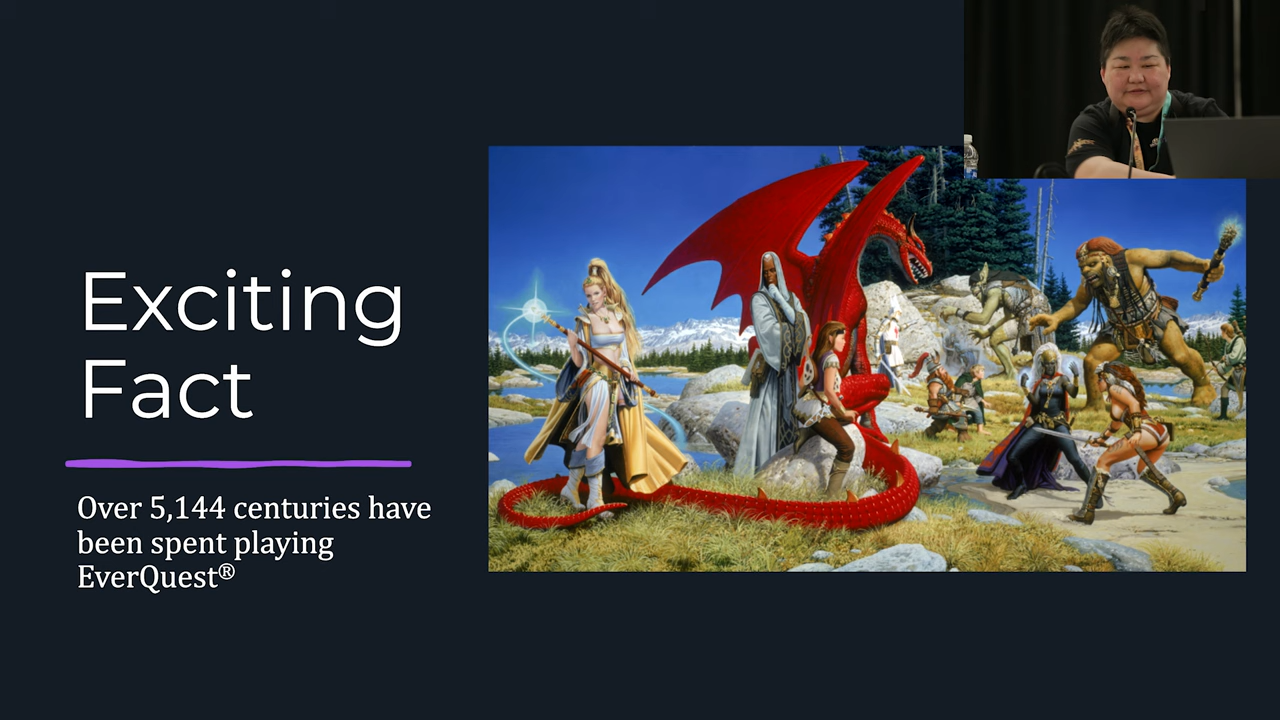 Exciting
Fact
Over 5,144 centuries have
been spent playing
EverQuest®